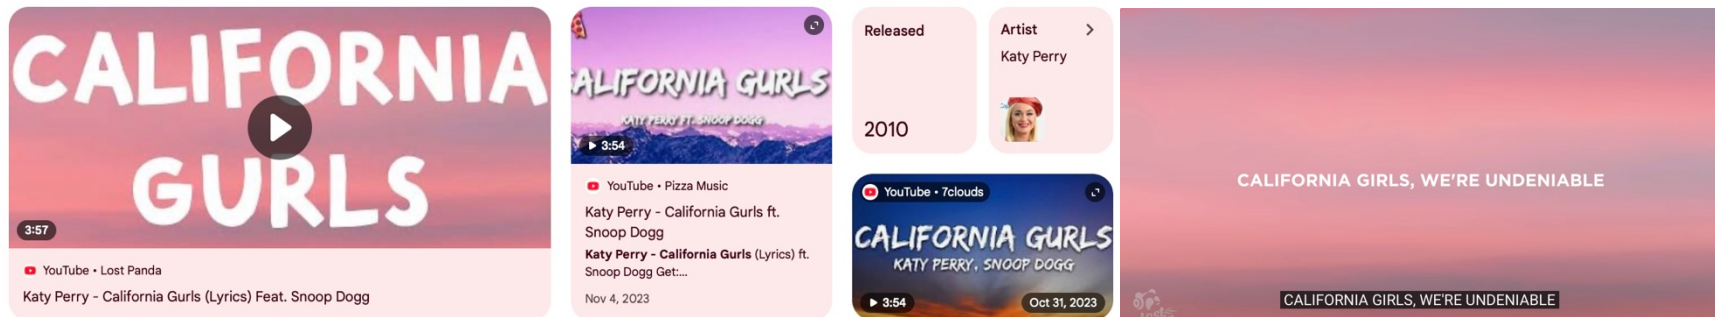 CALIFORNIA
GURLS
3:57
YouTube • Lost Panda
Katy Perry - California Gurls (Lyrics) Feat. Snoop Dogg
CALIFORNIA GURLS
KATY PERRY FT. SNOOP DOGG
3:54
YouTube • Pizza Music
Katy Perry - California Gurls ft.
Snoop Dogg
Katy Perry - California Gurls (Lyrics) ft.
Snoop Dogg Get:...
Nov 4, 2023
Released
2010
Artist
Katy Perry
YouTube • 7clouds
CALIFORNIA GURLS
KATY PERRY, SNOOP DOGG
3:54
Oct 31, 2023
CALIFORNIA GIRLS, WE'RE UNDENIABLE
CALIFORNIA GIRLS, WE'RE UNDENIABLE